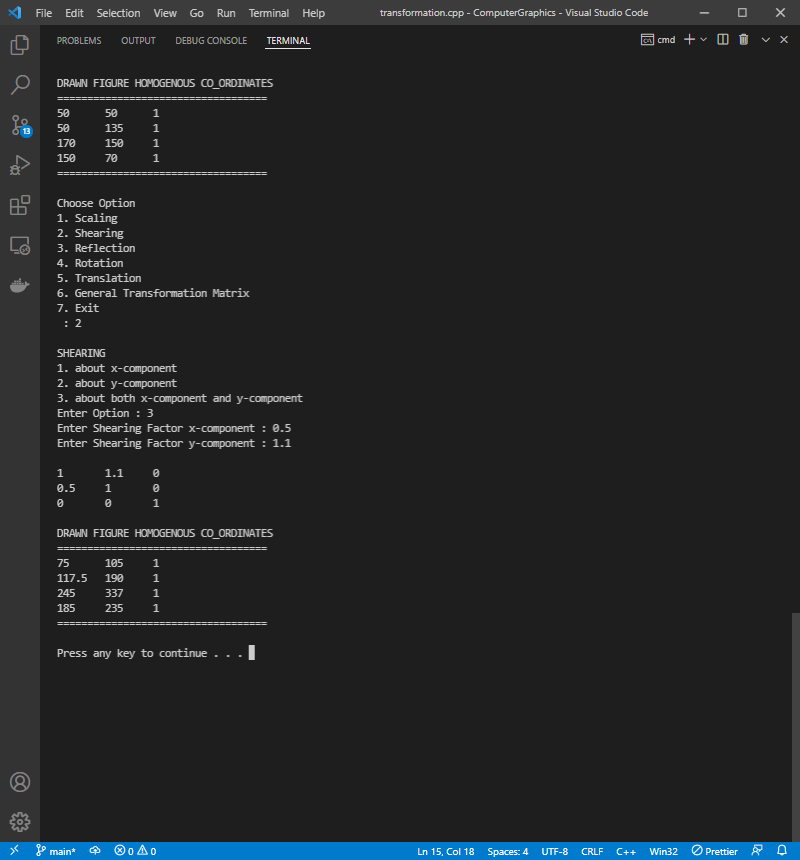 File Edit Selection View Go Run Terminal Help transformation.cpp - ComputerGraphics - Visual Studio Code
PROBLEMS OUTPUT DEBUG CONSOLE TERMINAL cmd
13
DRAWN FIGURE HOMOGENOUS CO_ORDINATES
===================================
50 50 1
50 135 1
170 150 1
150 70 1
===================================
Choose Option
1. Scaling
2. Shearing
3. Reflection
4. Rotation
5. Translation
6. General Transformation Matrix
7. Exit
: 2
SHEARING
1. about x-component
2. about y-component
3. about both x-component and y-component
Enter Option : 3
Enter Shearing Factor x-component : 0.5
Enter Shearing Factor y-component : 1.1
1 1.1 0
0.5 1 0
0 0 1
DRAWN FIGURE HOMOGENOUS CO_ORDINATES
===================================
75 105 1
117.5 190 1
245 337 1
185 235 1
===================================
Press any key to continue . . .
main* 0 0 Ln 15, Col 18 Spaces: 4 UTF-8 CRLF C++ Win32 Prettier